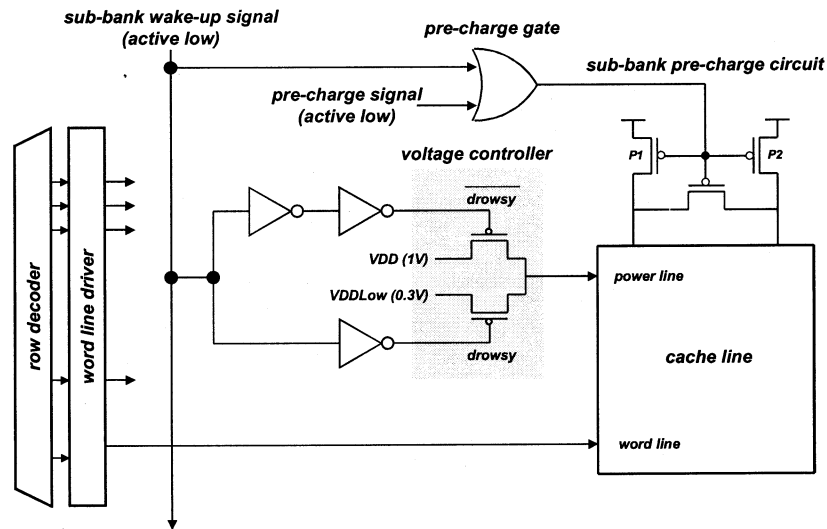 sub-bank wake-up signal
(active low)
pre-charge gate
sub-bank pre-charge circuit
pre-charge signal
(active low)
P1
P2
voltage controller
drowsy
VDD (1V)
VDDLow (0.3V)
drowsy
power line
cache line
word line
row decoder
word line driver